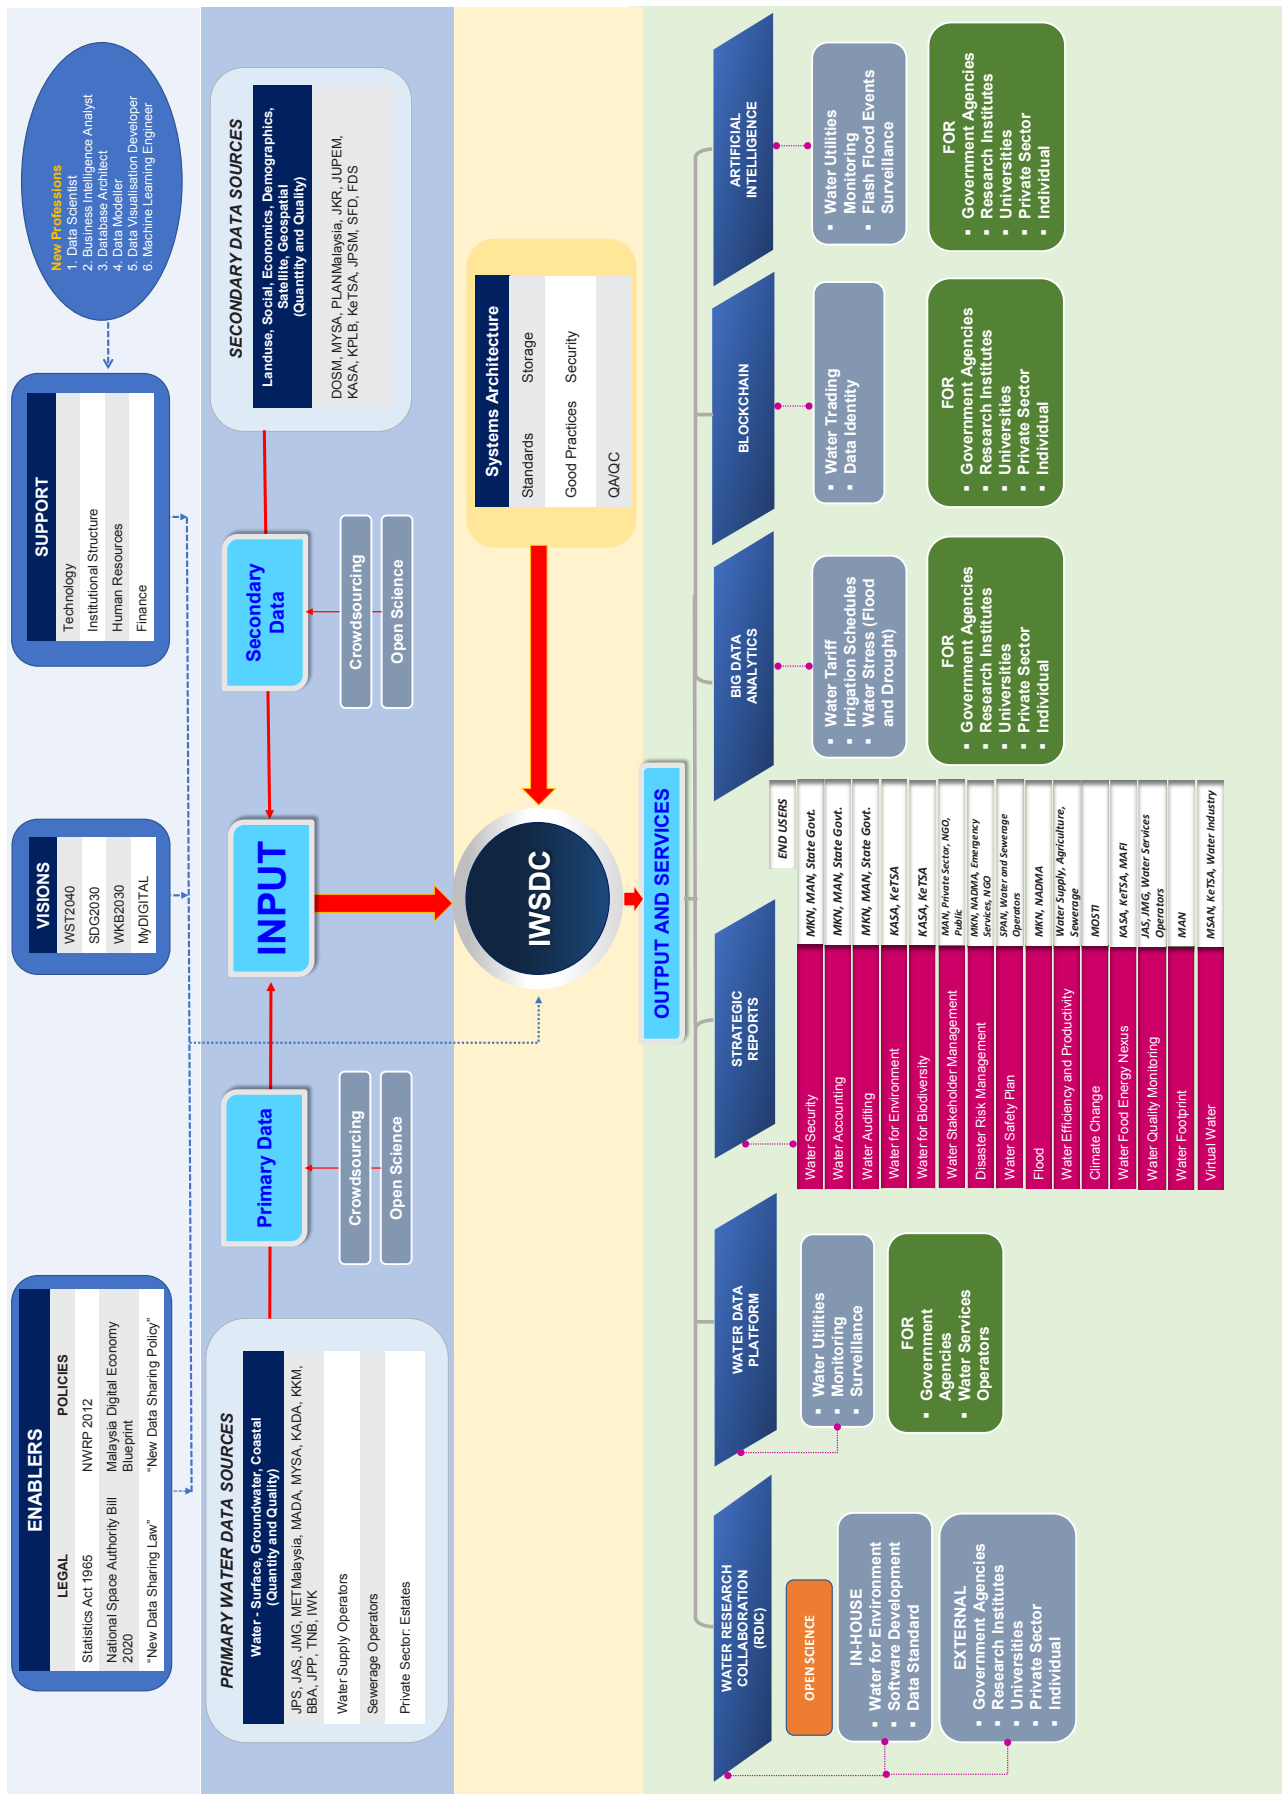 ENABLERS
LEGAL
POLICIES
Statistics Act 1965
NWRP 2012
National Space Authority Bill
2020
Malaysia Digital Economy
Blueprint
“New Data Sharing Law”
“New Data Sharing Policy”
VISIONS
WST2040
SDG2030
WKB2030
MyDIGITAL
SUPPORT
Technology
Institutional Structure
Human Resources
Finance
New Professions
1. Data Scientist
2. Business Intelligence Analyst
3. Database Architect
4. Data Modeller
5. Data Visualisation Developer
6. Machine Learning Engineer
PRIMARY WATER DATA SOURCES
Water - Surface, Groundwater, Coastal
(Quantity and Quality)
JPS, JAS, JMG, METMalaysia, MADA, MYSA, KADA, KKM,
BBA, JPP, TNB, IWK
Water Supply Operators
Sewerage Operators
Private Sector: Estates
Primary Data
Crowdsourcing
Open Science
INPUT
Secondary
Data
Crowdsourcing
Open Science
SECONDARY DATA SOURCES
Landuse, Social, Economics, Demographics,
Satellite, Geospatial
(Quanttity and Quality)
DOSM, MYSA, PLANMalaysia, JKR, JUPEM,
KASA, KPLB, KeTSA, JPSM, SFD, FDS
IWSDC
Systems Architecture
Standards
Storage
Good Practices
Security
QA/QC
OUTPUT AND SERVICES
WATER RESEARCH
COLLABORATION
(RDIC)
OPEN SCIENCE
IN-HOUSE
▪ Water for Environment
▪ Software Development
▪ Data Standard
EXTERNAL
▪ Government Agencies
▪ Research Institutes
▪ Universities
▪ Private Sector
▪ Individual
WATER DATA
PLATFORM
▪ Water Utilities
▪ Monitoring
▪ Surveillance
FOR
▪ Government
Agencies
▪ Water Services
Operators
STRATEGIC
REPORTS
END USERS
Water Security
MKN, MAN, State Govt.
Water Accounting
MKN, MAN, State Govt.
Water Auditing
MKN, MAN, State Govt.
Water for Environment
KASA, KeTSA
Water for Biodiversity
KASA, KeTSA
Water Stakeholder Management
MAN, Private Sector, NGO,
Public
Disaster Risk Management
MKN, NADMA, Emergency
Services, NGO
Water Safety Plan
SPAN, Water and Sewerage
Operators
Flood
MKN, NADMA
Water Efficiency and Productivity
Water Supply, Agriculture,
Sewerage
Climate Change
MOSTI
Water Food Energy Nexus
KASA, KeTSA, MAFI
Water Quality Monitoring
JAS, JMG, Water Services
Operators
Water Footprint
MAN
Virtual Water
MSAN, KeTSA, Water Industry
BIG DATA
ANALYTICS
▪ Water Tariff
▪ Irrigation Schedules
▪ Water Stress (Flood
and Drought)
FOR
▪ Government Agencies
▪ Research Institutes
▪ Universities
▪ Private Sector
▪ Individual
BLOCKCHAIN
▪ Water Trading
▪ Data Identity
FOR
▪ Government Agencies
▪ Research Institutes
▪ Universities
▪ Private Sector
▪ Individual
ARTIFICIAL
INTELLIGENCE
▪ Water Utilities
Monitoring
▪ Flash Flood Events
Surveillance
FOR
▪ Government Agencies
▪ Research Institutes
▪ Universities
▪ Private Sector
▪ Individual